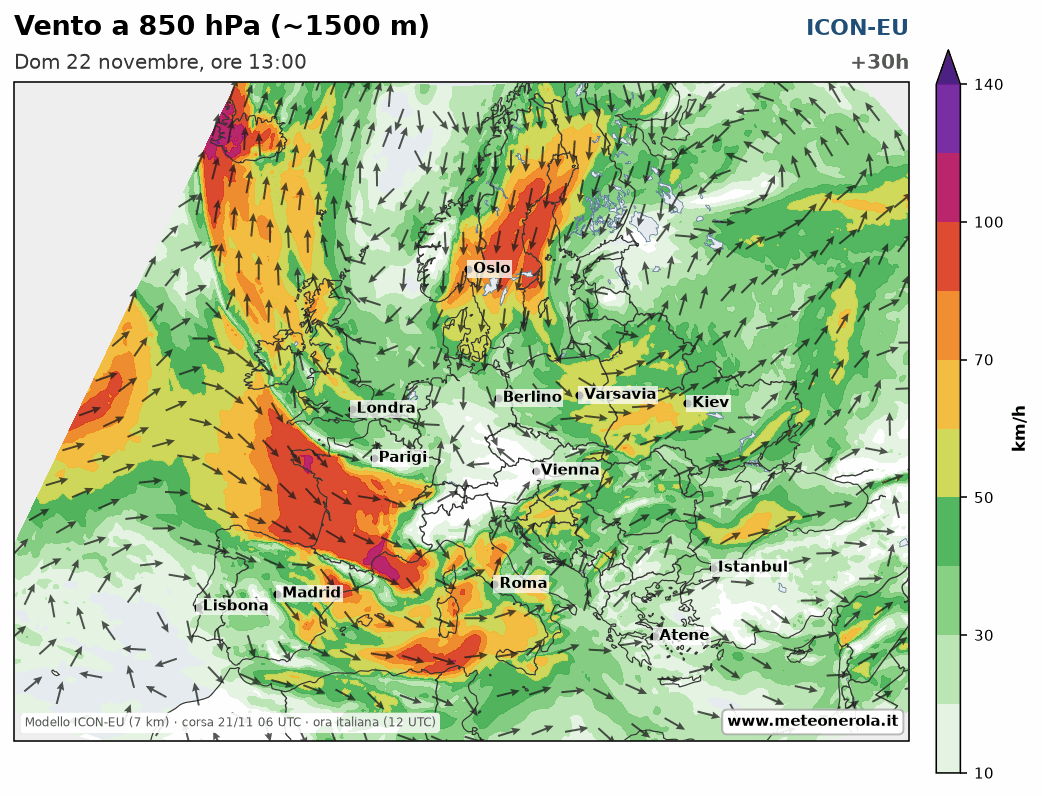 Vento a 850 hPa (~1500 m)
ICON-EU
Dom 22 novembre, ore 13:00
+30h
140
100
70
50
30
10
km/h
Oslo
Berlino
Varsavia
Kiev
Londra
Parigi
Vienna
Istanbul
Roma
Madrid
Lisbona
Atene
Modello ICON-EU (7 km) · corsa 21/11 06 UTC · ora italiana (12 UTC)
www.meteonerola.it